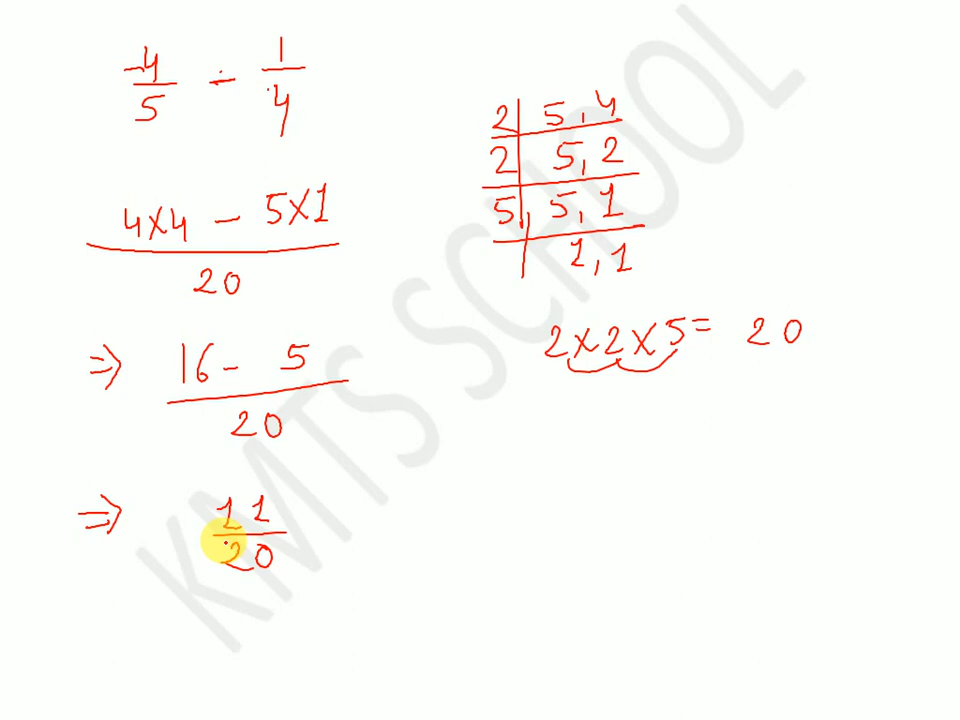 4/5 - 1/4
4×4 - 5×1 / 20
⇒ 16 - 5 / 20
⇒ 11/20
2 | 5, 4
2 | 5, 2
5 | 5, 1
| 1, 1
2×2×5= 20
KMTS SCHOOL